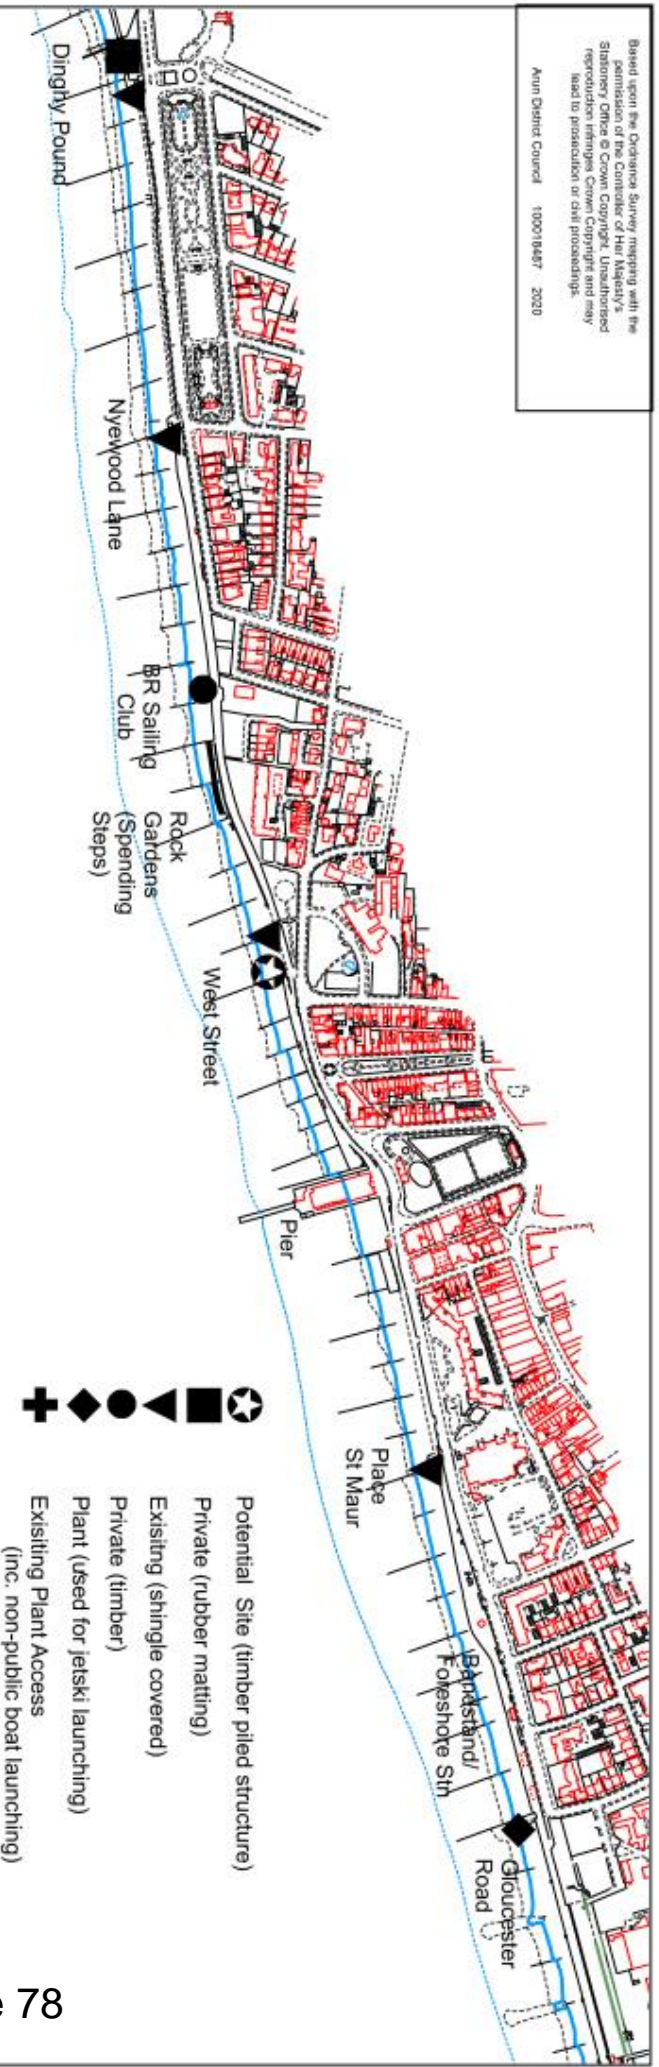 Based upon the Ordnance Survey mapping with the
permission of the Controller of Her Majesty's
Stationery Office © Crown Copyright. Unauthorised
reproduction infringes Crown Copyright and may
lead to prosecution or civil proceedings.
Arun District Council 100018487 2020
Dinghy Pound
Nyewood Lane
BR Sailing
Club
Rock
Gardens
(Spending
Steps)
West Street
Pier
Place
St Maur
Bandstand/
Foreshore Stn
Gloucester
Road
Potential Site (timber piled structure)
Private (rubber matting)
Exisitng (shingle covered)
Private (timber)
Plant (used for jetski launching)
Exisiting Plant Access
(inc. non-public boat launching)
78